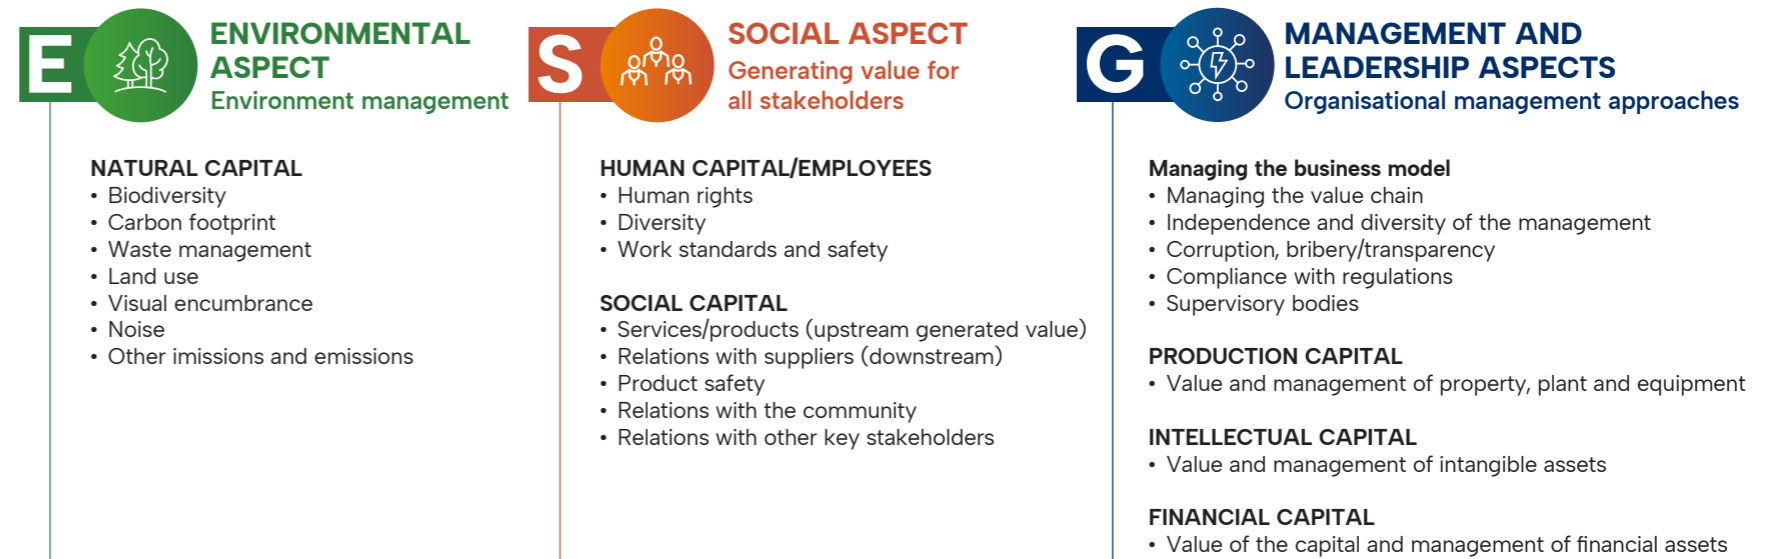 E
ENVIRONMENTAL
ASPECT
Environment management
NATURAL CAPITAL
• Biodiversity
• Carbon footprint
• Waste management
• Land use
• Visual encumbrance
• Noise
• Other imissions and emissions
S
SOCIAL ASPECT
Generating value for
all stakeholders
HUMAN CAPITAL/EMPLOYEES
• Human rights
• Diversity
• Work standards and safety
SOCIAL CAPITAL
• Services/products (upstream generated value)
• Relations with suppliers (downstream)
• Product safety
• Relations with the community
• Relations with other key stakeholders
G
MANAGEMENT AND
LEADERSHIP ASPECTS
Organisational management approaches
Managing the business model
• Managing the value chain
• Independence and diversity of the management
• Corruption, bribery/transparency
• Compliance with regulations
• Supervisory bodies
PRODUCTION CAPITAL
• Value and management of property, plant and equipment
INTELLECTUAL CAPITAL
• Value and management of intangible assets
FINANCIAL CAPITAL
• Value of the capital and management of financial assets